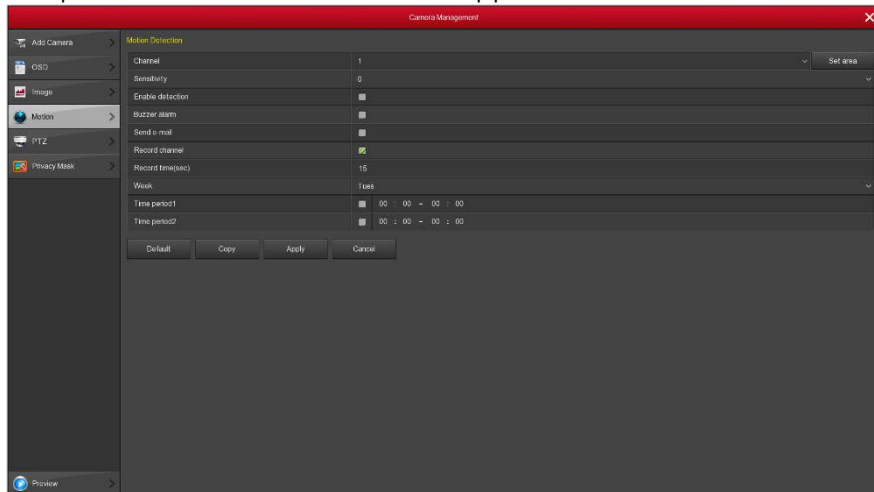 Camera Management
Add Camera
OSD
Image
Motion
PTZ
Privacy Mask
Preview
Motion Detection
Channel 1 Set area
Sensitivity 0
Enable detection
Buzzer alarm
Send e-mail
Record channel
Record time(sec) 15
Week Tues
Time period1 00 : 00 - 00 : 00
Time period2 00 : 00 - 00 : 00
Default Copy Apply Cancel